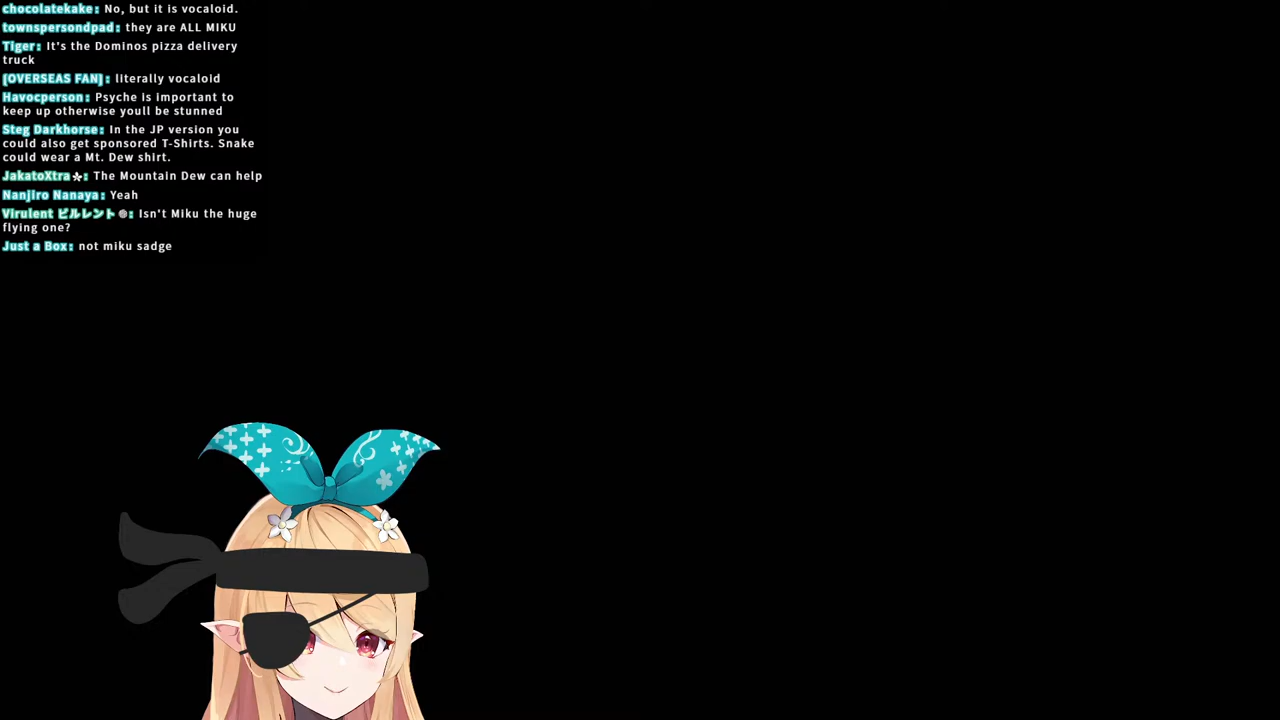 chocolatekake: No, but it is vocaloid.
townspersondpad: they are ALL MIKU
Tiger: It's the Dominos pizza delivery
truck
[OVERSEAS FAN]: literally vocaloid
Havocperson: Psyche is important to
keep up otherwise youll be stunned
Steg Darkhorse: In the JP version you
could also get sponsored T-Shirts. Snake
could wear a Mt. Dew shirt.
JakatoXtra: The Mountain Dew can help
Nanjiro Nanaya: Yeah
Virulent ビルレント: Isn't Miku the huge
flying one?
Just a Box: not miku sadge